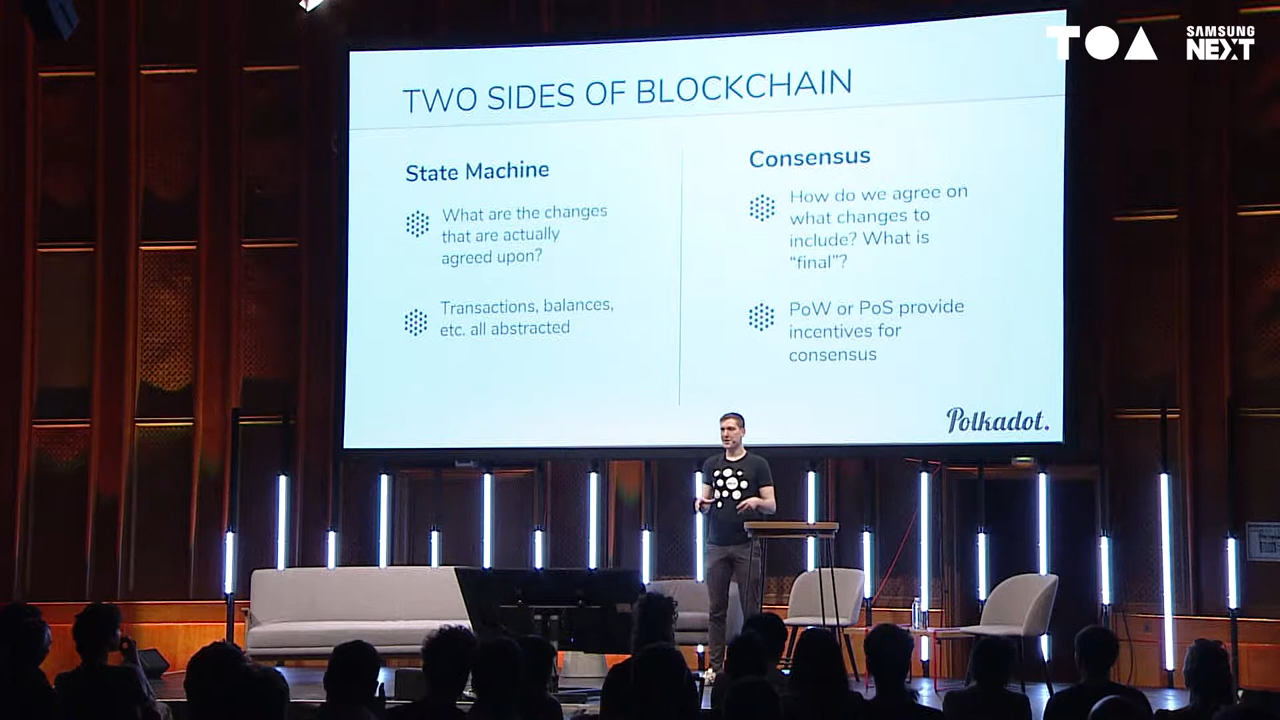 TOA
SAMSUNG
NEXT
TWO SIDES OF BLOCKCHAIN
State Machine
What are the changes
that are actually
agreed upon?
Transactions, balances,
etc. all abstracted
Consensus
How do we agree on
what changes to
include? What is
“final”?
PoW or PoS provide
incentives for
consensus
Polkadot.